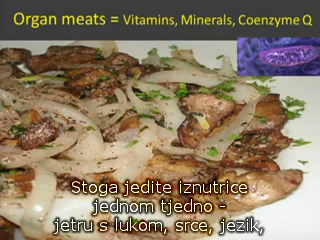 Organ meats = Vitamins, Minerals, Coenzyme Q
Stoga jedite iznutrice
jednom tjedno -
jetru s lukom, srce, jezik,